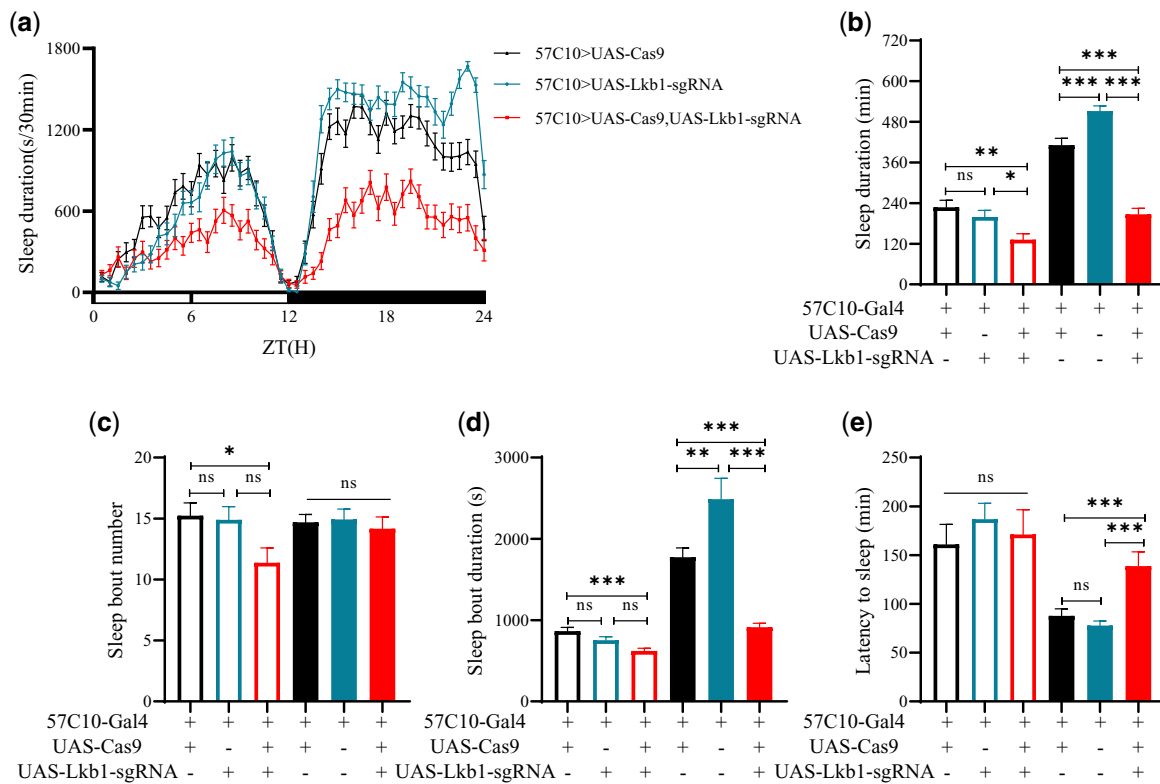 (a)
Sleep duration(s/30min)
1800
1200
600
0
0 6 12 18 24
ZT(H)
57C10>UAS-Cas9
57C10>UAS-Lkb1-sgRNA
57C10>UAS-Cas9,UAS-Lkb1-sgRNA
(b)
Sleep duration (min)
720
600
480
360
240
120
0
***
*** ***
**
ns *
57C10-Gal4 + + + + + +
UAS-Cas9 + - + + - +
UAS-Lkb1-sgRNA - + + - - +
(c)
Sleep bout number
20
15
10
5
0
*
ns ns
ns
57C10-Gal4 + + + + + +
UAS-Cas9 + - + + - +
UAS-Lkb1-sgRNA - + + - - +
(d)
Sleep bout duration (s)
3000
2000
1000
0
***
** ***
***
ns ns
57C10-Gal4 + + + + + +
UAS-Cas9 + - + + - +
UAS-Lkb1-sgRNA - + + - - +
(e)
Latency to sleep (min)
250
200
150
100
50
0
ns
***
***
ns
57C10-Gal4 + + + + + +
UAS-Cas9 + - + + - +
UAS-Lkb1-sgRNA - + + - - +